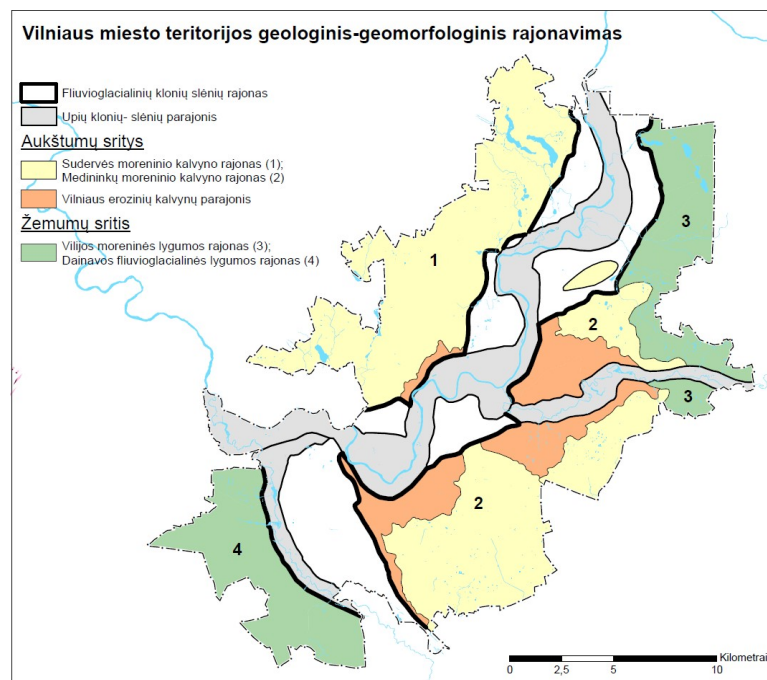 Vilniaus miesto teritorijos geologinis-geomorfologinis rajonavimas
Fliuvioglacialinių klonių slėnių rajonas
Upių klonių- slėnių parajonis
Aukštumų sritys
Sudervės moreninio kalvyno rajonas (1);
Medininkų moreninio kalvyno rajonas (2)
Vilniaus erozinių kalvynų parajonis
Žemumų sritis
Vilijos moreninės lygumos rajonas (3);
Dainavos fliuvioglacialinės lygumos rajonas (4)
3
1
2
3
2
4
Kilometrai
0 2,5 5 10